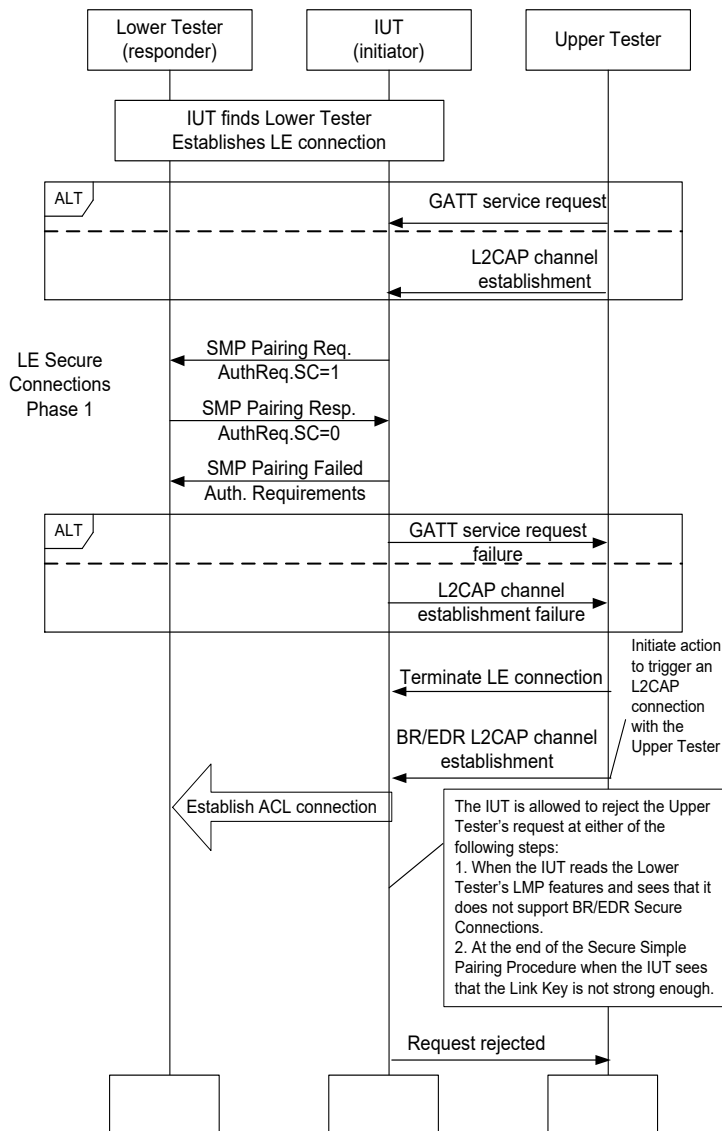 Lower Tester
(responder)
IUT
(initiator)
Upper Tester
IUT finds Lower Tester
Establishes LE connection
ALT
GATT service request
L2CAP channel
establishment
LE Secure
Connections
Phase 1
SMP Pairing Req.
AuthReq.SC=1
SMP Pairing Resp.
AuthReq.SC=0
SMP Pairing Failed
Auth. Requirements
ALT
GATT service request
failure
L2CAP channel
establishment failure
Initiate action
to trigger an
L2CAP
connection
with the
Upper Tester
Terminate LE connection
BR/EDR L2CAP channel
establishment
Establish ACL connection
The IUT is allowed to reject the Upper
Tester's request at either of the
following steps:
1. When the IUT reads the Lower
Tester's LMP features and sees that it
does not support BR/EDR Secure
Connections.
2. At the end of the Secure Simple
Pairing Procedure when the IUT sees
that the Link Key is not strong enough.
Request rejected